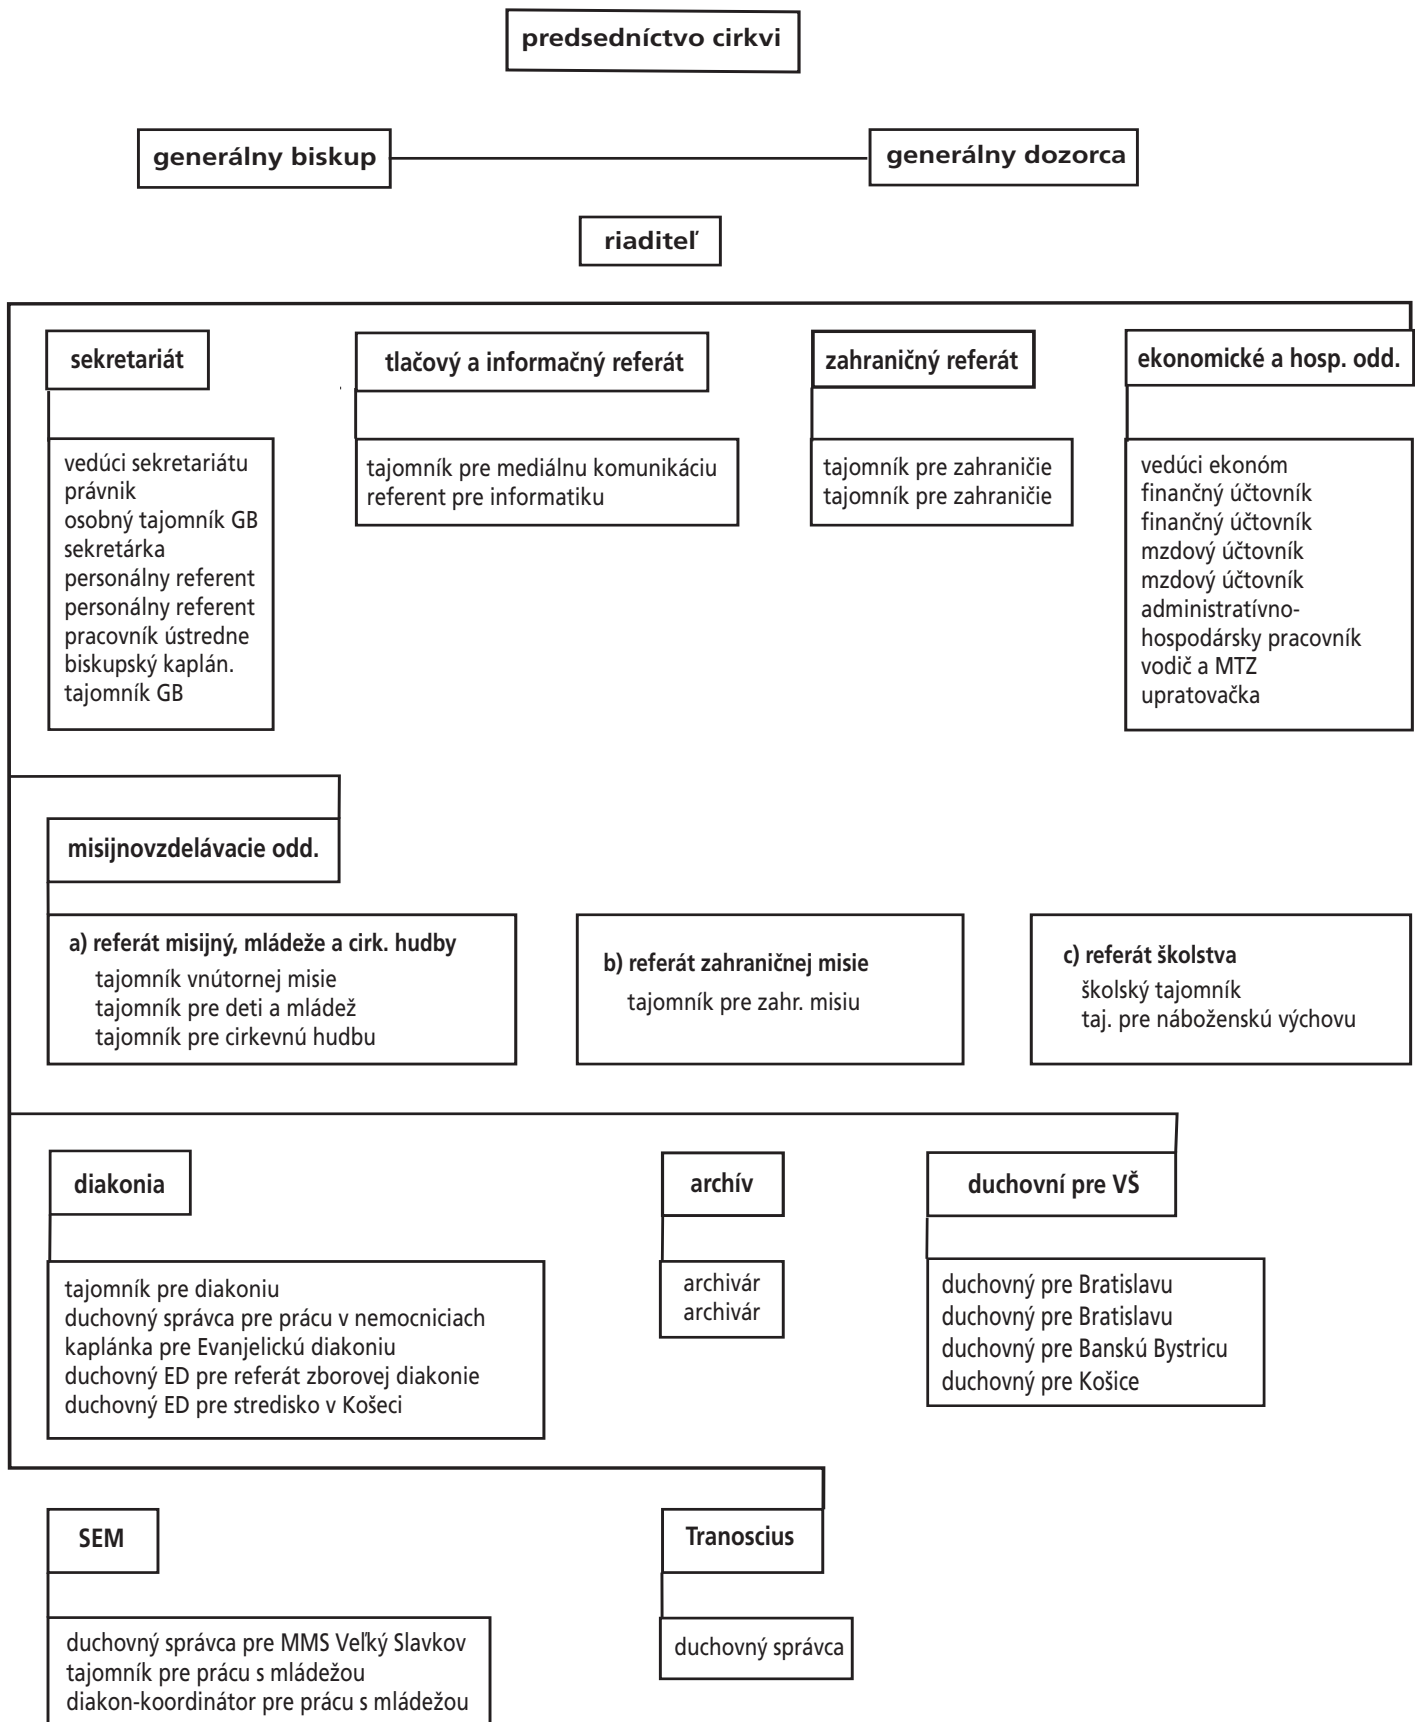 predsedníctvo cirkvi
generálny biskup
generálny dozorca
riaditeľ
sekretariát
tlačový a informačný referát
zahraničný referát
ekonomické a hosp. odd.
vedúci sekretariátu
právnik
osobný tajomník GB
sekretárka
personálny referent
personálny referent
pracovník ústredne
biskupský kaplán.
tajomník GB
tajomník pre mediálnu komunikáciu
referent pre informatiku
tajomník pre zahraničie
tajomník pre zahraničie
vedúci ekonóm
finančný účtovník
finančný účtovník
mzdový účtovník
mzdový účtovník
administratívno-
hospodársky pracovník
vodič a MTZ
upratovačka
misijnovzdelávacie odd.
a) referát misijný, mládeže a cirk. hudby
tajomník vnútornej misie
tajomník pre deti a mládež
tajomník pre cirkevnú hudbu
b) referát zahraničnej misie
tajomník pre zahr. misiu
c) referát školstva
školský tajomník
taj. pre náboženskú výchovu
diakonia
archív
duchovní pre VŠ
tajomník pre diakoniu
duchovný správca pre prácu v nemocniciach
kaplánka pre Evanjelickú diakoniu
duchovný ED pre referát zborovej diakonie
duchovný ED pre stredisko v Košeci
archivár
archivár
duchovný pre Bratislavu
duchovný pre Bratislavu
duchovný pre Banskú Bystricu
duchovný pre Košice
SEM
Tranoscius
duchovný správca pre MMS Veľký Slavkov
tajomník pre prácu s mládežou
diakon-koordinátor pre prácu s mládežou
duchovný správca